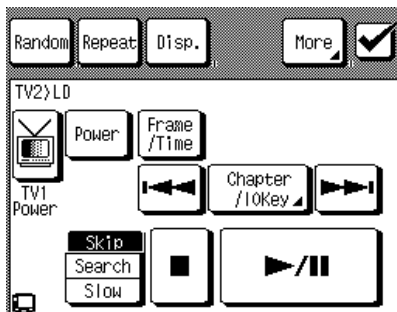 Random Repeat Disp. More
TV2>LD
Power Frame
/Time
TV1
Power
Chapter
/10Key
Skip
Search
Slow